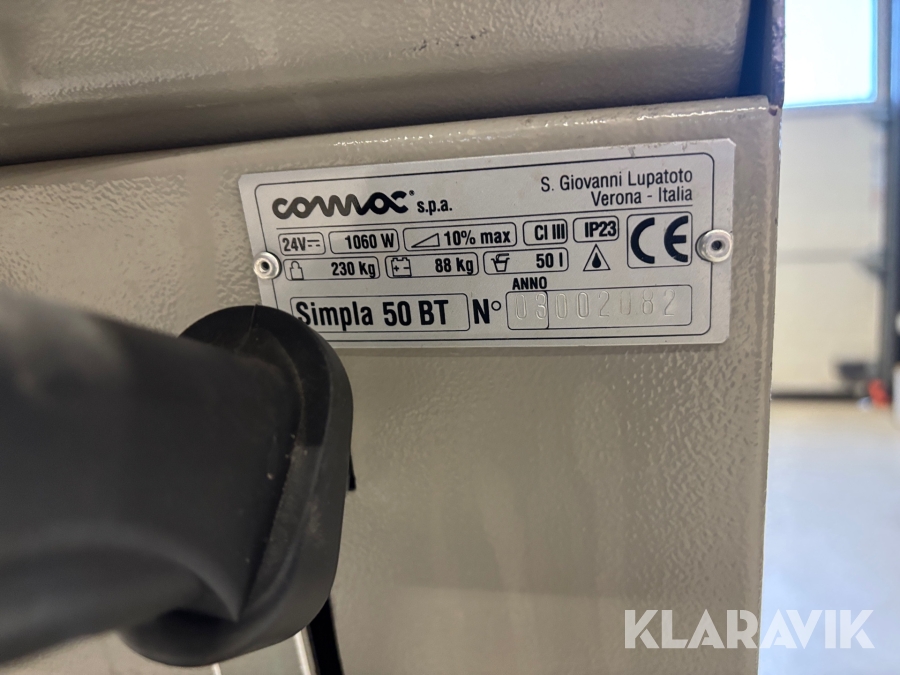 comac® s.p.a.
S. Giovanni Lupatoto
Verona - Italia
24V 1060 W 10% max Cl III IP23
230 kg 88 kg 50 l
CE
ANNO
Simpla 50 BT N° 03002082
KLARAVIK